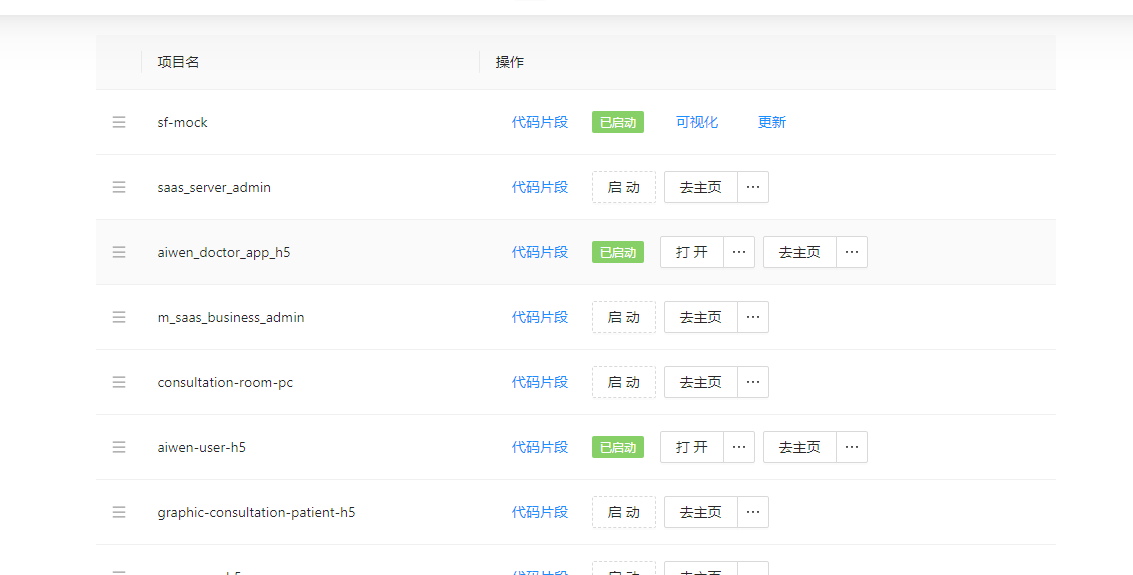 项目名 操作
sf-mock 代码片段 已启动 可视化 更新
saas_server_admin 代码片段 启动 去主页 ···
aiwen_doctor_app_h5 代码片段 已启动 打开 ··· 去主页 ···
m_saas_business_admin 代码片段 启动 去主页 ···
consultation-room-pc 代码片段 启动 去主页 ···
aiwen-user-h5 代码片段 已启动 打开 ··· 去主页 ···
graphic-consultation-patient-h5 代码片段 启动 去主页 ···
代码片段 启动 去主页